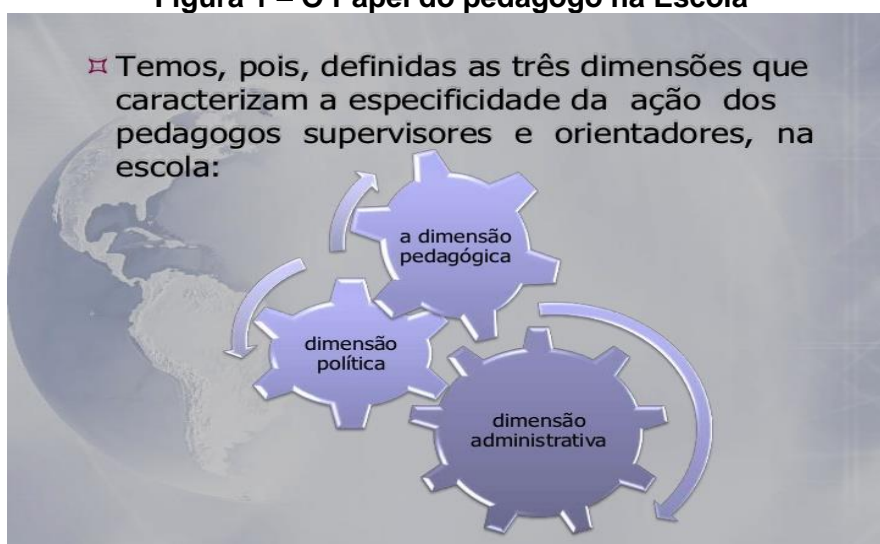 Figura 1 – O Papel do pedagogo na Escola
Temos, pois, definidas as três dimensões que
caracterizam a especificidade da ação dos
pedagogos supervisores e orientadores, na
escola:
a dimensão
pedagógica
dimensão
política
dimensão
administrativa